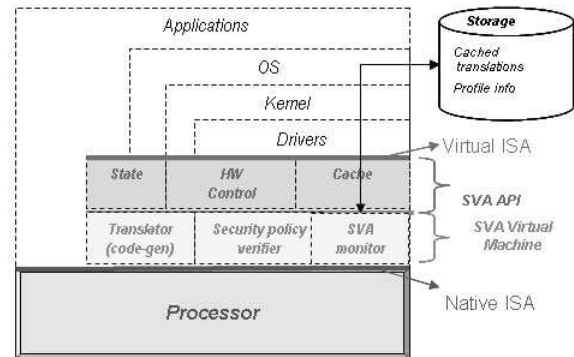 Applications
Storage
Cached
translations
Profile info
OS
Kernel
Drivers
Virtual ISA
State
HW
Control
Cache
SVA API
Translator
(code-gen)
Security policy
verifier
SVA
monitor
SVA Virtual
Machine
Native ISA
Processor